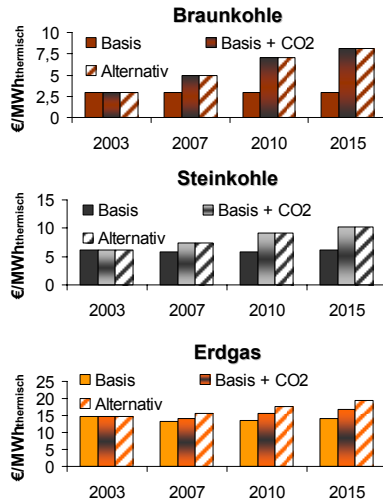 Braunkohle
€/MWhthermisch
10
7,5
5
2,5
0
Basis
Basis + CO2
Alternativ
2003 2007 2010 2015
Steinkohle
€/MWhthermisch
15
10
5
0
Basis
Basis + CO2
Alternativ
2003 2007 2010 2015
Erdgas
€/MWhthermisch
25
20
15
10
5
0
Basis
Basis + CO2
Alternativ
2003 2007 2010 2015